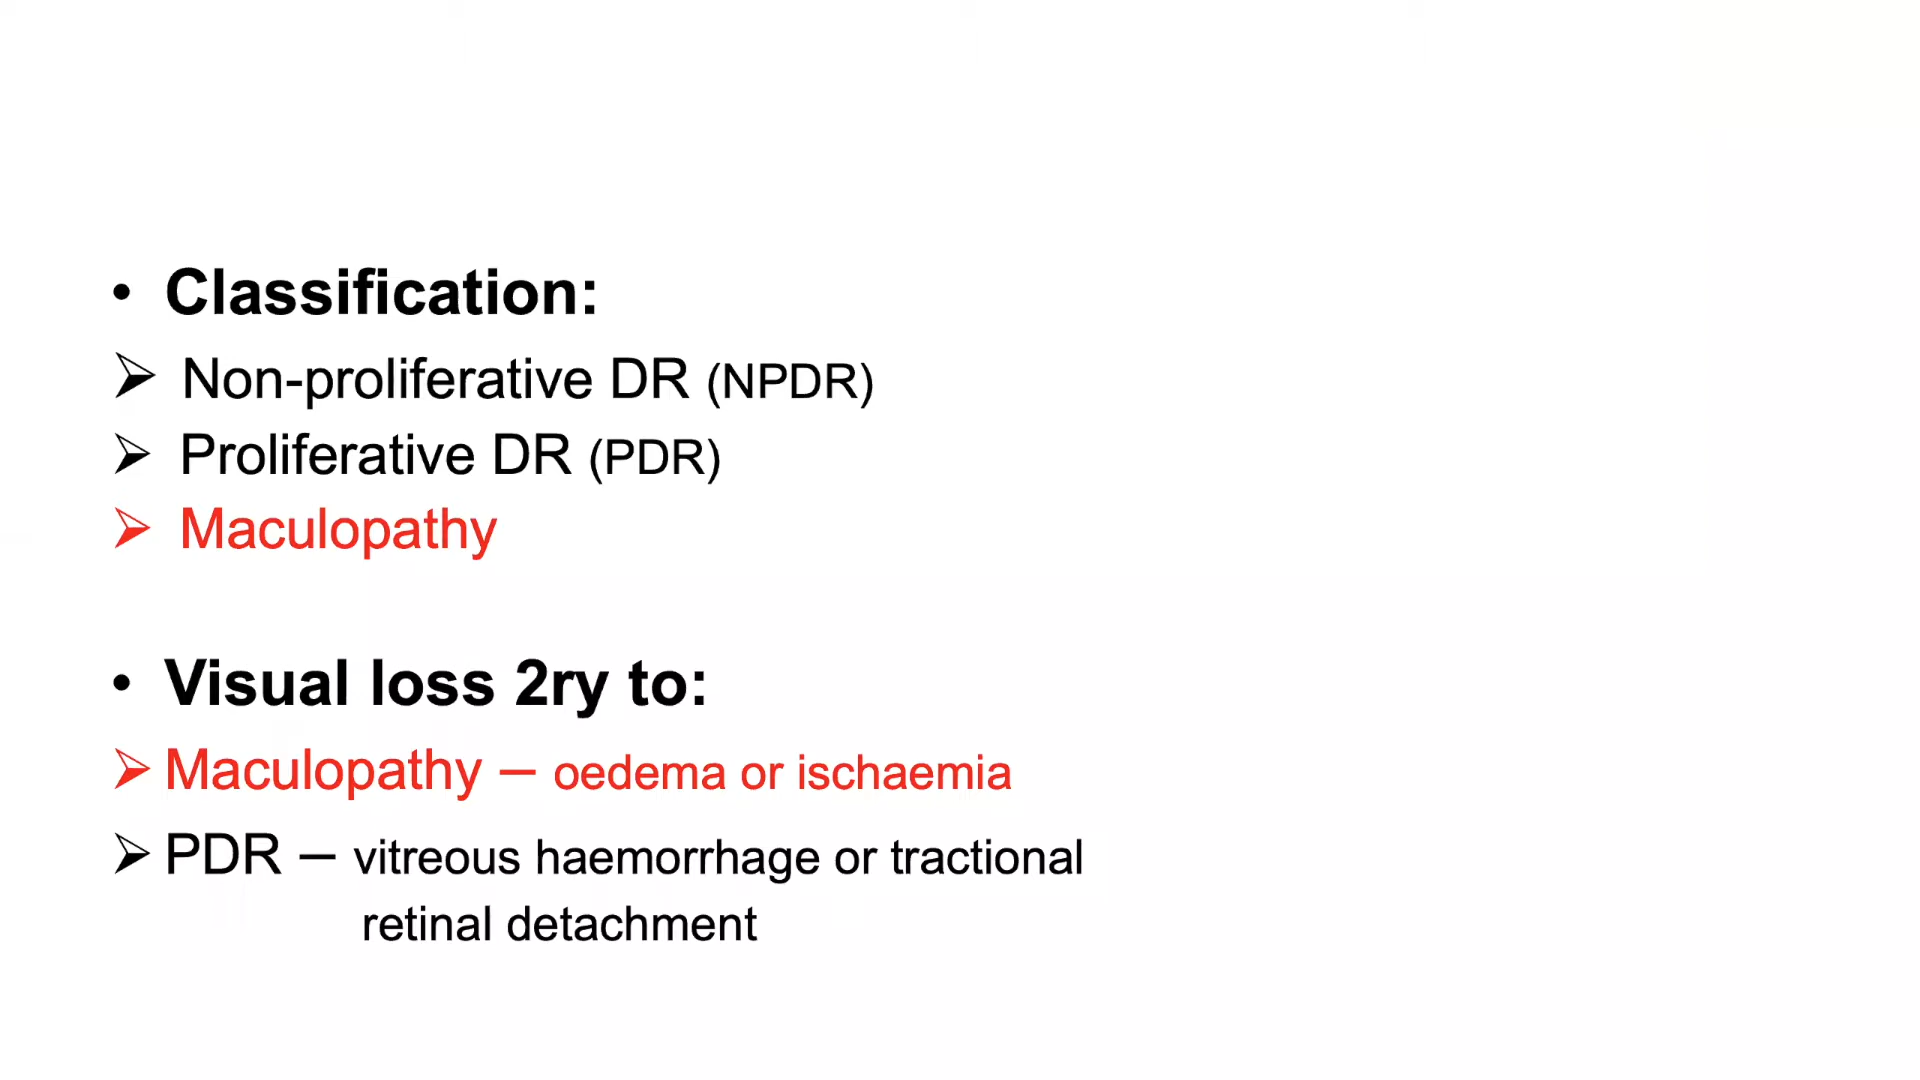 • Classification:
➢ Non-proliferative DR (NPDR)
➢ Proliferative DR (PDR)
➢ Maculopathy
• Visual loss 2ry to:
➢ Maculopathy – oedema or ischaemia
➢ PDR – vitreous haemorrhage or tractional
retinal detachment